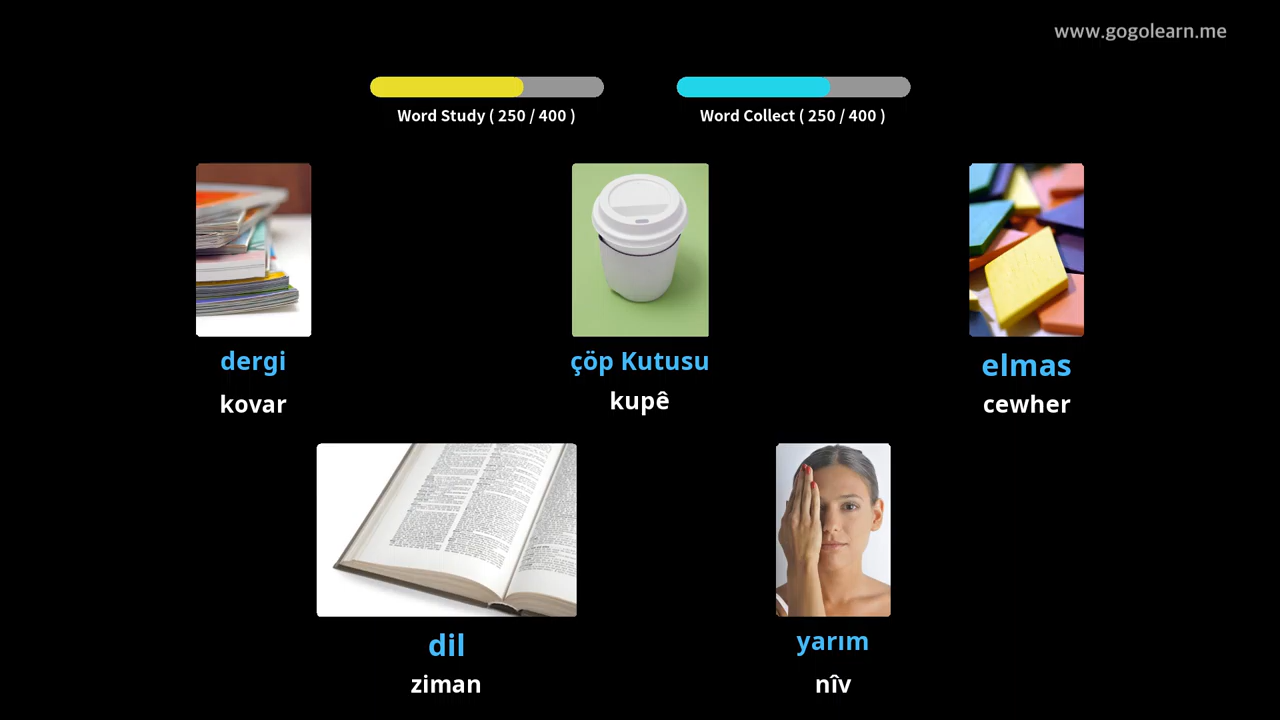 www.gogolearn.me
Word Study ( 250 / 400 )
Word Collect ( 250 / 400 )
dergi
kovar
çöp Kutusu
kupê
elmas
cewher
dil
ziman
yarım
nîv